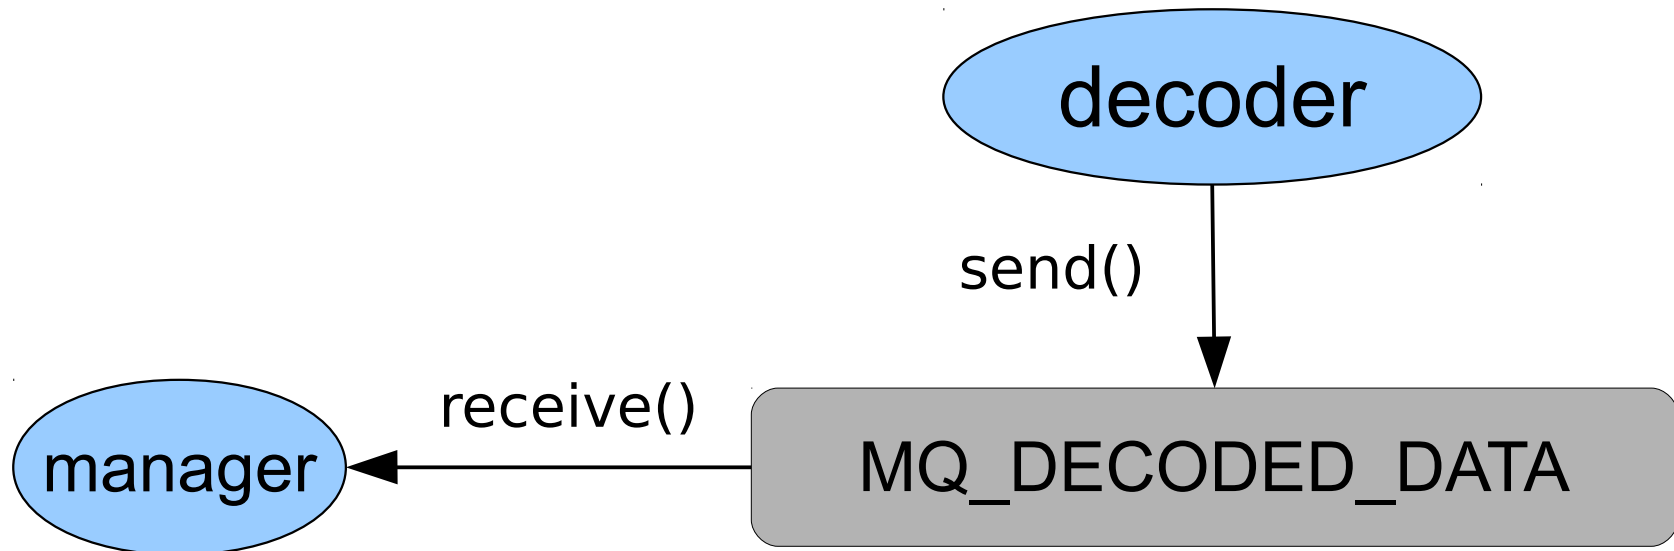 decoder
send()
receive()
manager
MQ_DECODED_DATA